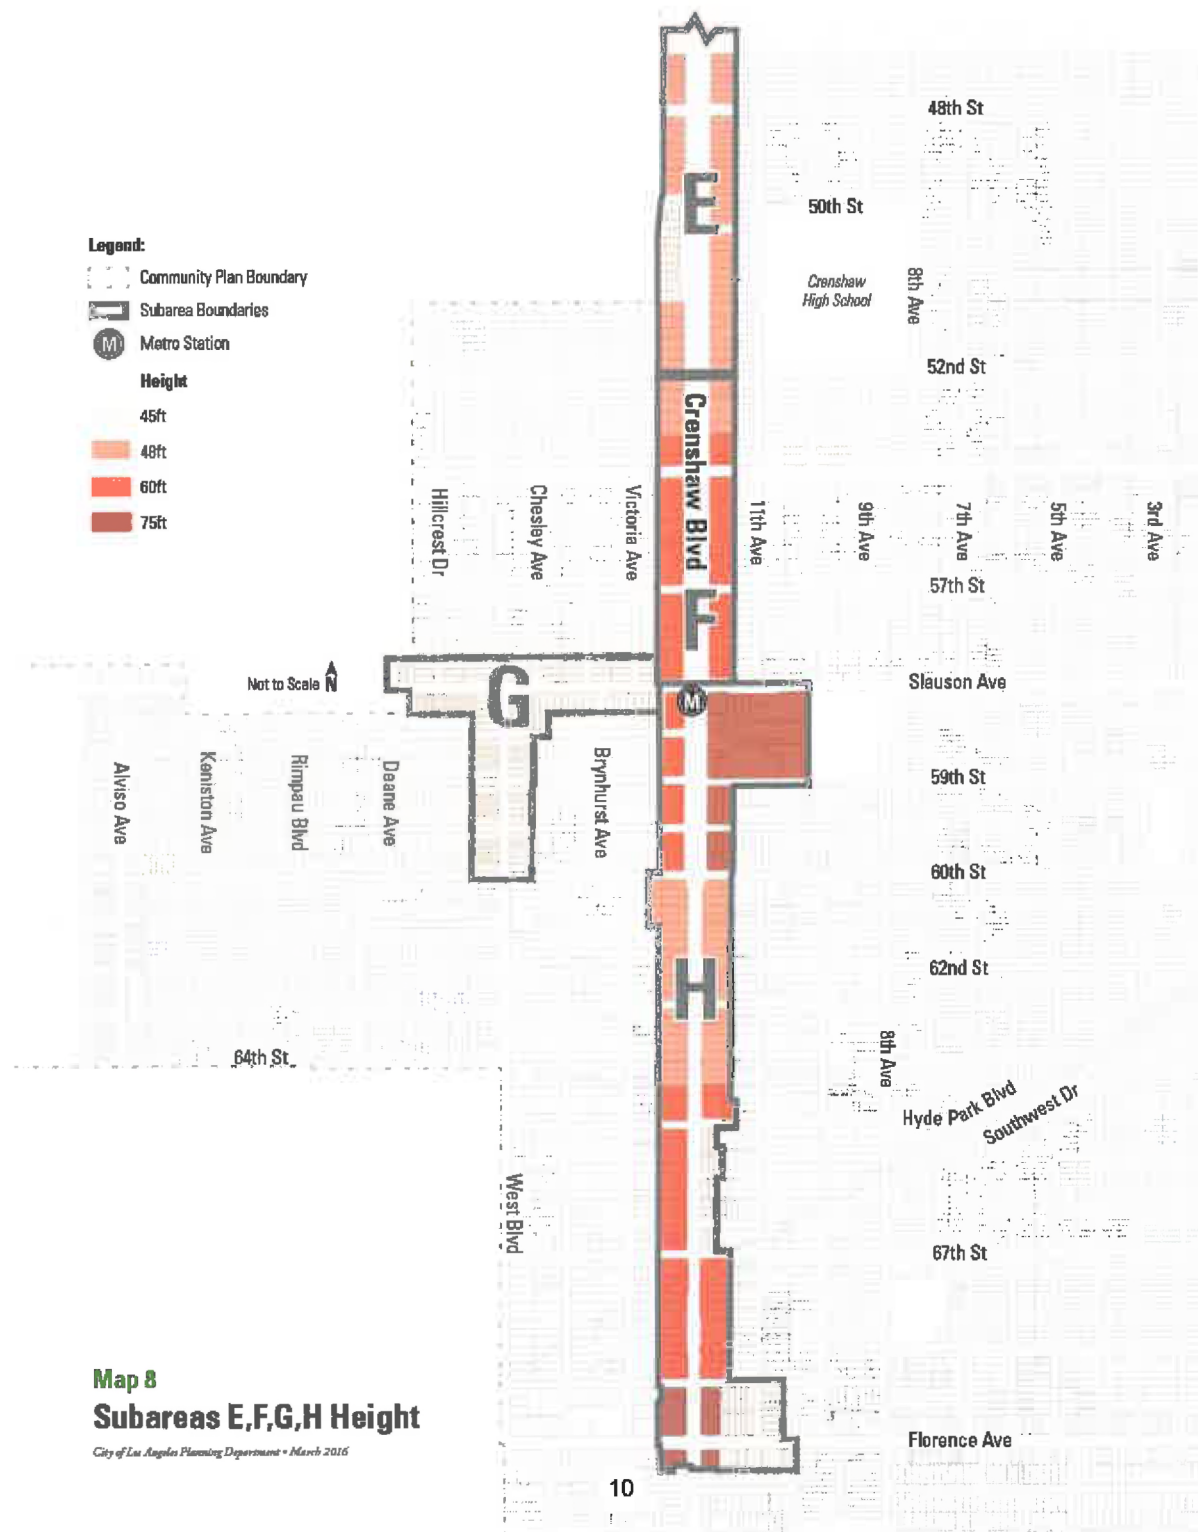 48th St
E
50th St
Legend:
Community Plan Boundary
Subarea Boundaries
M
Metro Station
Height
45ft
48ft
60ft
75ft
Crenshaw
High School
8th Ave
52nd St
Crenshaw Blvd
Hillcrest Dr
Chesley Ave
Victoria Ave
11th Ave
9th Ave
7th Ave
5th Ave
3rd Ave
57th St
F
Not to Scale
N
G
M
Slauson Ave
Alviso Ave
Keniston Ave
Rimpau Blvd
Deane Ave
Brynhurst Ave
59th St
60th St
H
62nd St
64th St
8th Ave
Hyde Park Blvd
Southwest Dr
West Blvd
67th St
Map 8
Subareas E,F,G,H Height
City of Los Angeles Planning Department • March 2016
Florence Ave
10